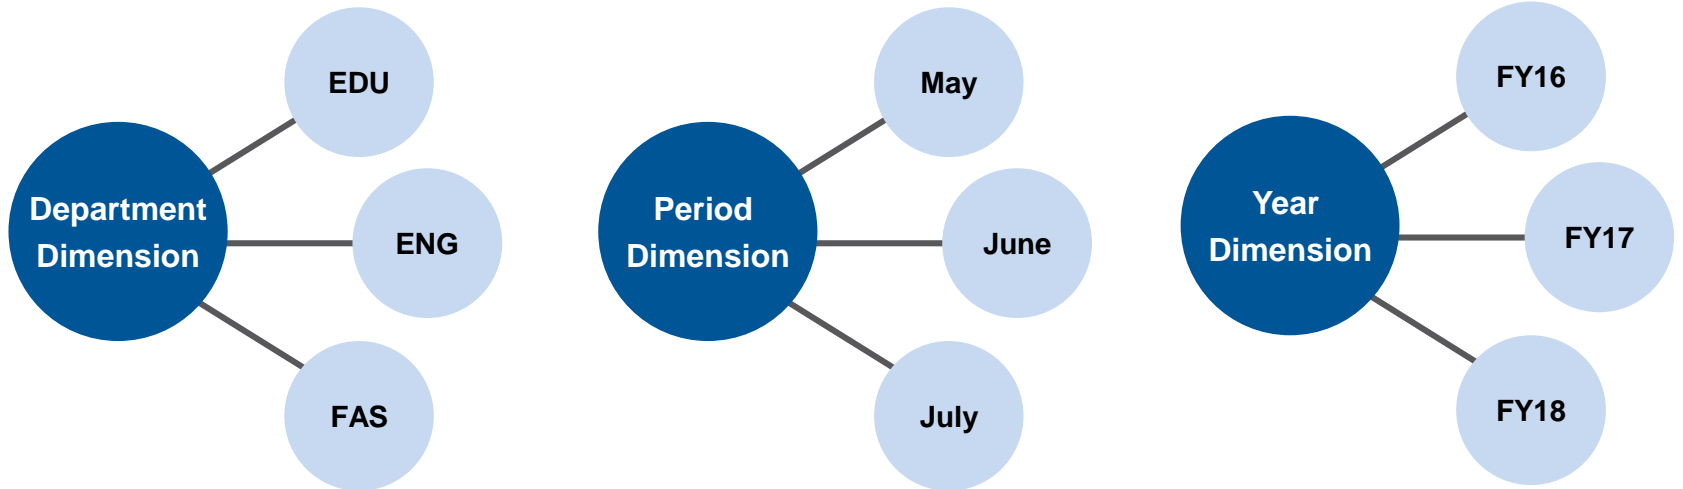 Department
Dimension
EDU
ENG
FAS
Period
Dimension
May
June
July
Year
Dimension
FY16
FY17
FY18